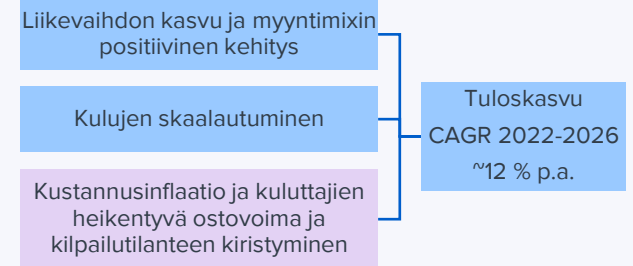 Liikevaihdon kasvu ja myyntimixin
positiivinen kehitys
Kulujen skaalautuminen
Kustannusinflaatio ja kuluttajien
heikentyvä ostovoima ja
kilpailutilanteen kiristyminen
Tuloskasvu
CAGR 2022-2026
~12 % p.a.